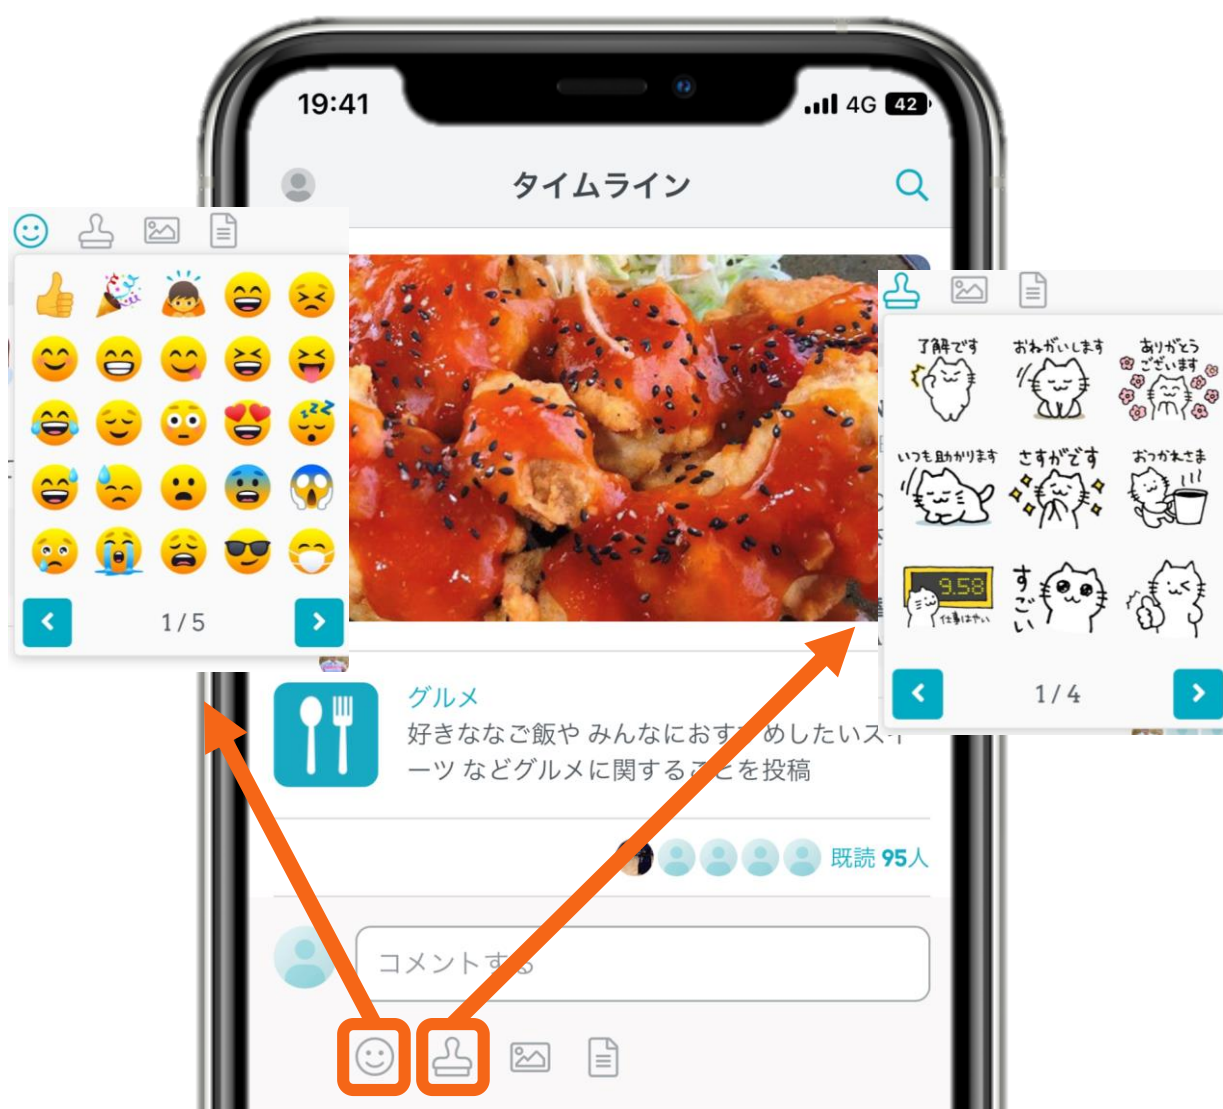 19:41
4G 42
タイムライン
1/5
了解です
おねがいします
ありがとう
ございます
いつも助かります
さすがです
おつかれさま
9:58
仕事はやい
すごい
1/4
グルメ
好きななご飯や みんなにおすすめしたいスイ
ーツ などグルメに関することを投稿
既読 95人
コメントする